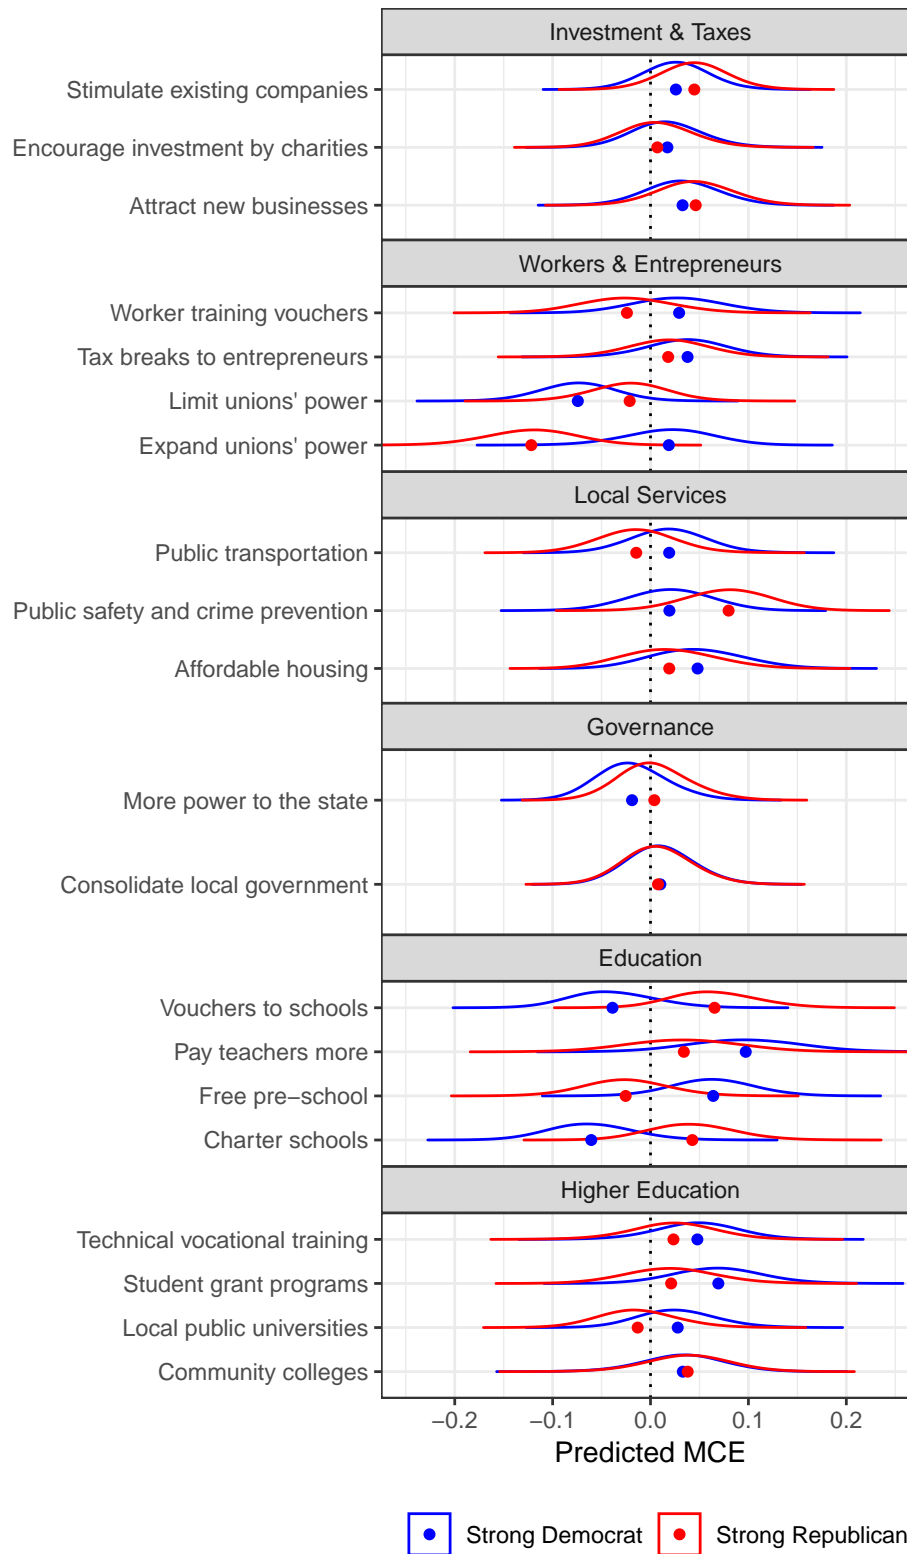 Investment & Taxes
Stimulate existing companies
Encourage investment by charities
Attract new businesses
Workers & Entrepreneurs
Worker training vouchers
Tax breaks to entrepreneurs
Limit unions' power
Expand unions' power
Local Services
Public transportation
Public safety and crime prevention
Affordable housing
Governance
More power to the state
Consolidate local government
Education
Vouchers to schools
Pay teachers more
Free pre−school
Charter schools
Higher Education
Technical vocational training
Student grant programs
Local public universities
Community colleges
−0.2 −0.1 0.0 0.1 0.2
Predicted MCE
Strong Democrat Strong Republican